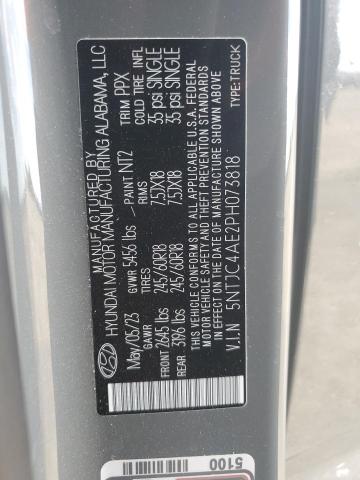 MANUFACTURED BY
HYUNDAI MOTOR MANUFACTURING ALABAMA, LLC
May/05/23 GVWR 5456 lbs PAINT NT2 TRIM PPX
GAWR TIRES RIMS COLD TIRE INFL
FRONT 2645 lbs 245/60R18 7.5JX18 35 psi SINGLE
REAR 3196 lbs 245/60R18 7.5JX18 35 psi SINGLE
THIS VEHICLE CONFORMS TO ALL APPLICABLE U.S.A. FEDERAL
MOTOR VEHICLE SAFETY AND THEFT PREVENTION STANDARDS
IN EFFECT ON THE DATE OF MANUFACTURE SHOWN ABOVE.
V.I.N 5NTJC4AE2PH073818 TYPE:TRUCK
5100